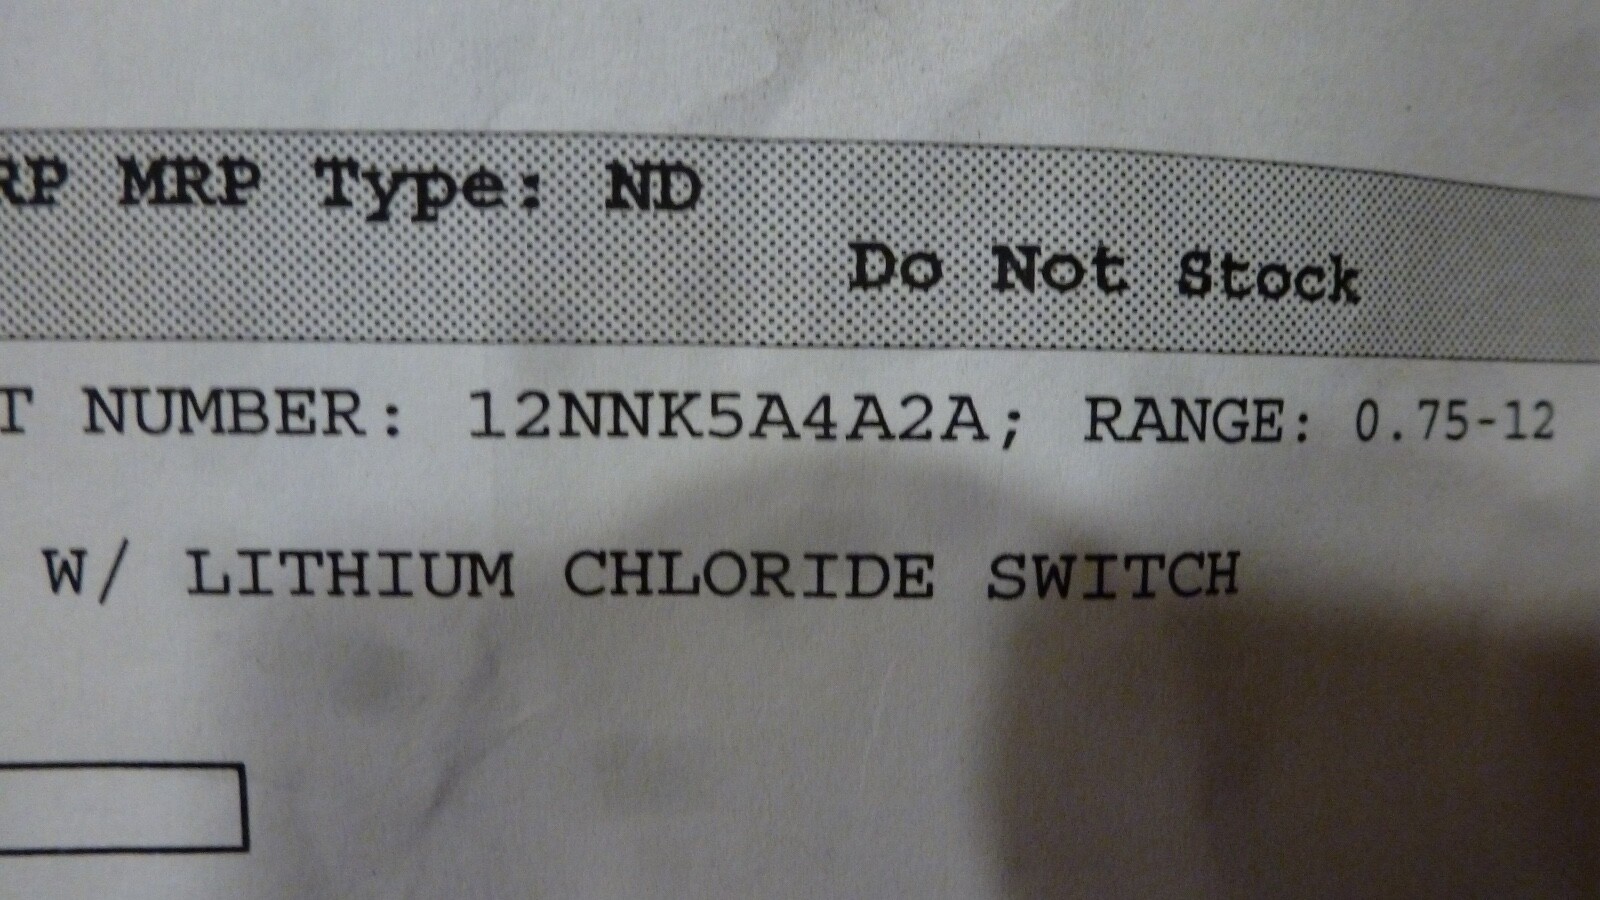 RP MRP Type: ND
Do Not Stock
T NUMBER: 12NNK5A4A2A; RANGE: 0.75-12
W/ LITHIUM CHLORIDE SWITCH